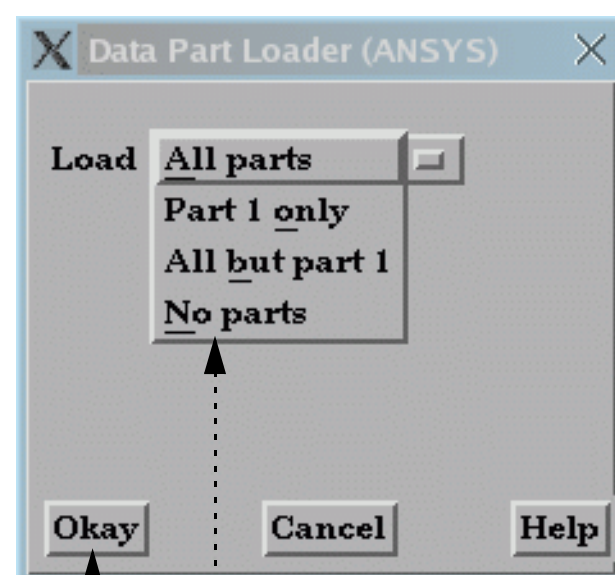 Data Part Loader (ANSYS)
Load All parts
Part 1 only
All but part 1
No parts
Okay Cancel Help